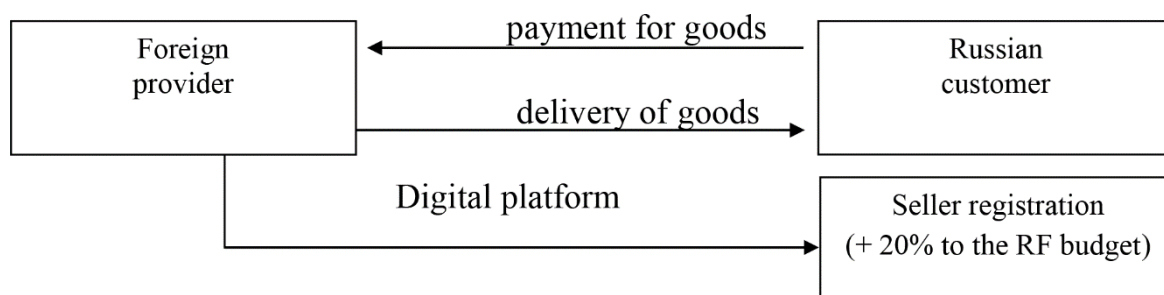 payment for goods
Foreign
provider
Russian
customer
delivery of goods
Digital platform
Seller registration
(+ 20% to the RF budget)